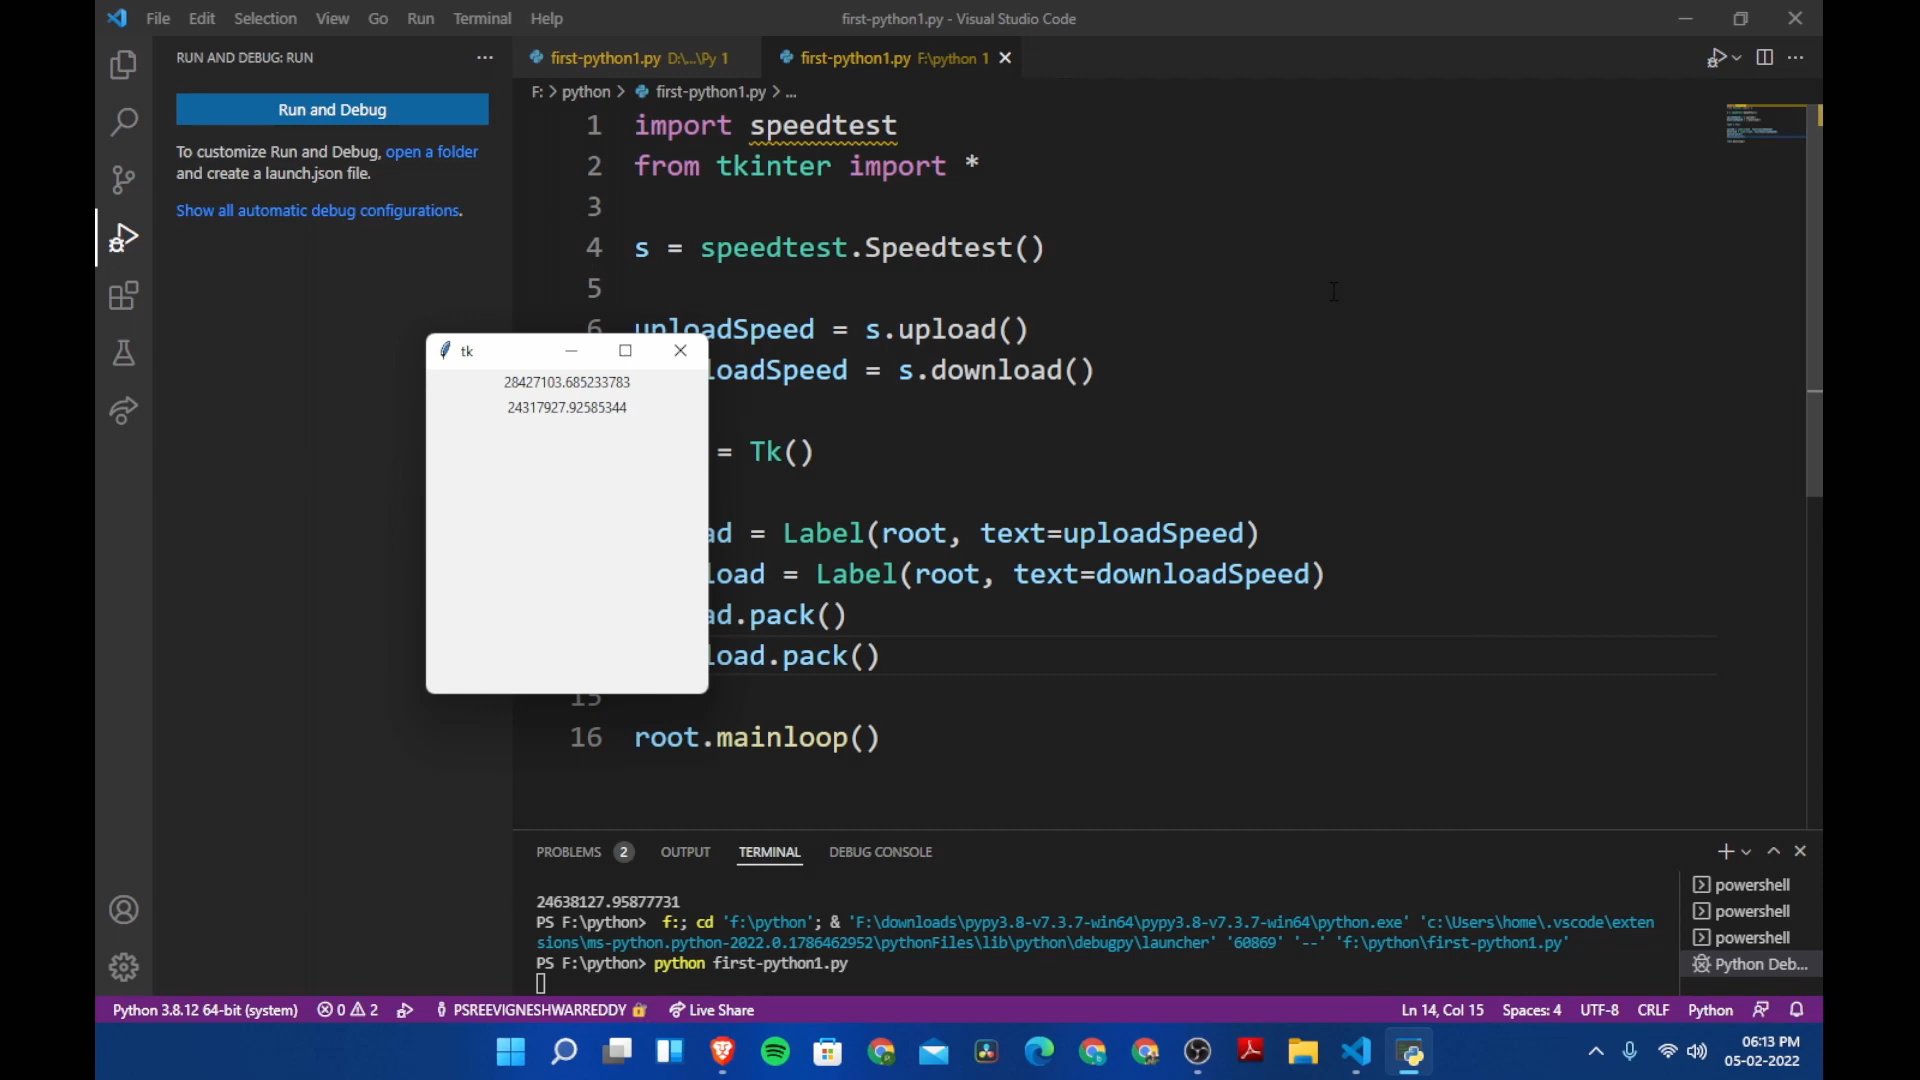 File Edit Selection View Go Run Terminal Help
first-python1.py - Visual Studio Code
RUN AND DEBUG: RUN
Run and Debug
To customize Run and Debug, open a folder
and create a launch.json file.
Show all automatic debug configurations.
first-python1.py D:\...\Py 1
first-python1.py F:\python 1
F: > python > first-python1.py > ...
1 import speedtest
2 from tkinter import *
3
4 s = speedtest.Speedtest()
5
6 uploadSpeed = s.upload()
loadSpeed = s.download()
= Tk()
ad = Label(root, text=uploadSpeed)
load = Label(root, text=downloadSpeed)
ad.pack()
load.pack()
15
16 root.mainloop()
tk
28427103.685233783
24317927.92585344
PROBLEMS 2 OUTPUT TERMINAL DEBUG CONSOLE
24638127.95877731
PS F:\python> f:; cd 'f:\python'; & 'F:\downloads\pypy3.8-v7.3.7-win64\pypy3.8-v7.3.7-win64\python.exe' 'c:\Users\home\.vscode\exten
sions\ms-python.python-2022.0.1786462952\pythonFiles\lib\python\debugpy\launcher' '60869' '--' 'f:\python\first-python1.py'
PS F:\python> python first-python1.py
powershell
powershell
powershell
Python Deb...
Python 3.8.12 64-bit (system) 0 2 PSREEVIGNESHWARREDDY Live Share
Ln 14, Col 15 Spaces: 4 UTF-8 CRLF Python
06:13 PM
05-02-2022